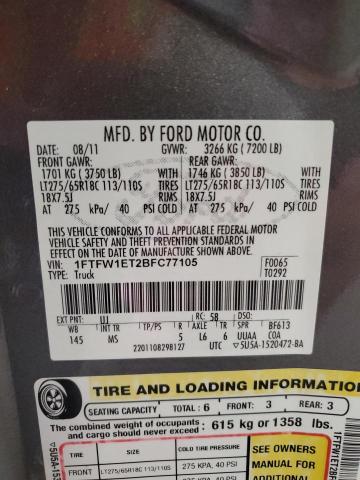 MFD. BY FORD MOTOR CO.
DATE: 08/11 GVWR: 3266 KG ( 7200 LB)
FRONT GAWR: REAR GAWR:
1701 KG ( 3750 LB) WITH 1746 KG ( 3850 LB) WITH
LT275/65R18C 113/110S TIRES LT275/65R18C 113/110S TIRES
18X7.5J RIMS 18X7.5J RIMS
AT 275 kPa/ 40 PSI COLD AT 275 kPa/ 40 PSI COLD
THIS VEHICLE CONFORMS TO ALL APPLICABLE FEDERAL MOTOR
VEHICLE SAFETY AND THEFT PREVENTION STANDARDS IN
EFFECT ON THE DATE OF MANUFACTURE SHOWN ABOVE.
VIN: 1FTFW1ET2BFC77105 F0065
TYPE: Truck T0292
EXT PNT: UJ RC: 58 DSO:
WB INT TR TP/PS R AXLE TR SPR BF613
145 MS 5 L6 6 UUAA COA
2201108298127 UTC 5U5A-1520472-BA
TIRE AND LOADING INFORMATION
SEATING CAPACITY TOTAL : 6 FRONT : 3 REAR : 3
The combined weight of occupants and cargo should never exceed: 615 kg or 1358 lbs.
TIRE SIZE COLD TIRE PRESSURE
SEE OWNERS
MANUAL FOR
ADDITIONAL
FRONT LT275/65R18C 113/110S 275 KPA, 40 PSI